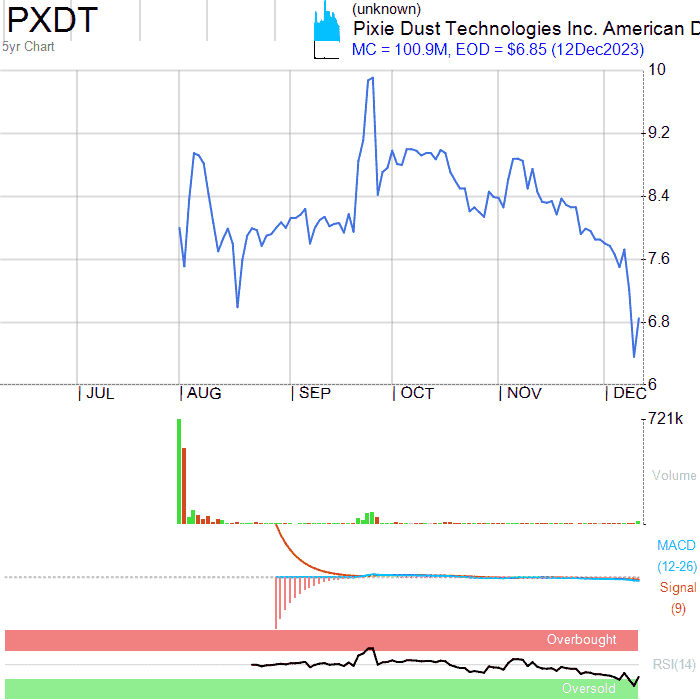 PXDT
(unknown)
Pixie Dust Technologies Inc. American D
5yr Chart
MC = 100.9M, EOD = $6.85 (12Dec2023)
10
9.2
8.4
7.6
6.8
6
| JUL | AUG | SEP | OCT | NOV | DEC
721k
Volume
MACD
(12-26)
Signal
(9)
Overbought
RSI(14)
Oversold